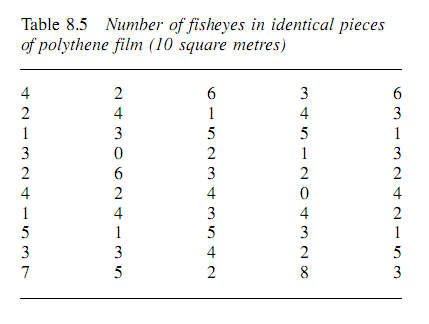 Table 8.5 Number of fisheyes in identical pieces
of polythene film (10 square metres)
4 2 6 3 6
2 4 1 4 3
1 3 5 5 1
3 0 2 1 3
2 6 3 2 2
4 2 4 0 4
1 4 3 4 2
5 1 5 3 1
3 3 4 2 5
7 5 2 8 3